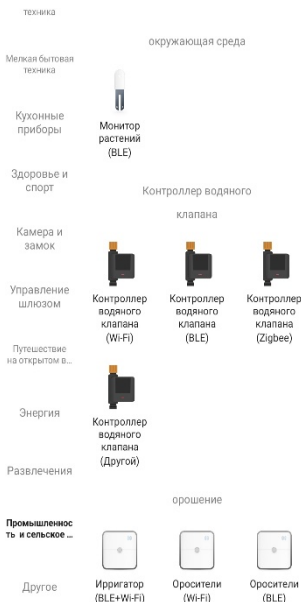 техника
Мелкая бытовая
техника
Кухонные
приборы
Здоровье и
спорт
Камера и
замок
Управление
шлюзом
Путешествие
на открытом в...
Энергия
Развлечения
Промышленнос
ть и сельское ...
Другое
окружающая среда
Монитор
растений
(BLE)
Контроллер водяного
клапана
Контроллер
водяного
клапана
(Wi-Fi)
Контроллер
водяного
клапана
(BLE)
Контроллер
водяного
клапана
(Zigbee)
Контроллер
водяного
клапана
(Другой)
орошение
Ирригатор
(BLE+Wi-Fi)
Оросители
(Wi-Fi)
Оросители
(BLE)